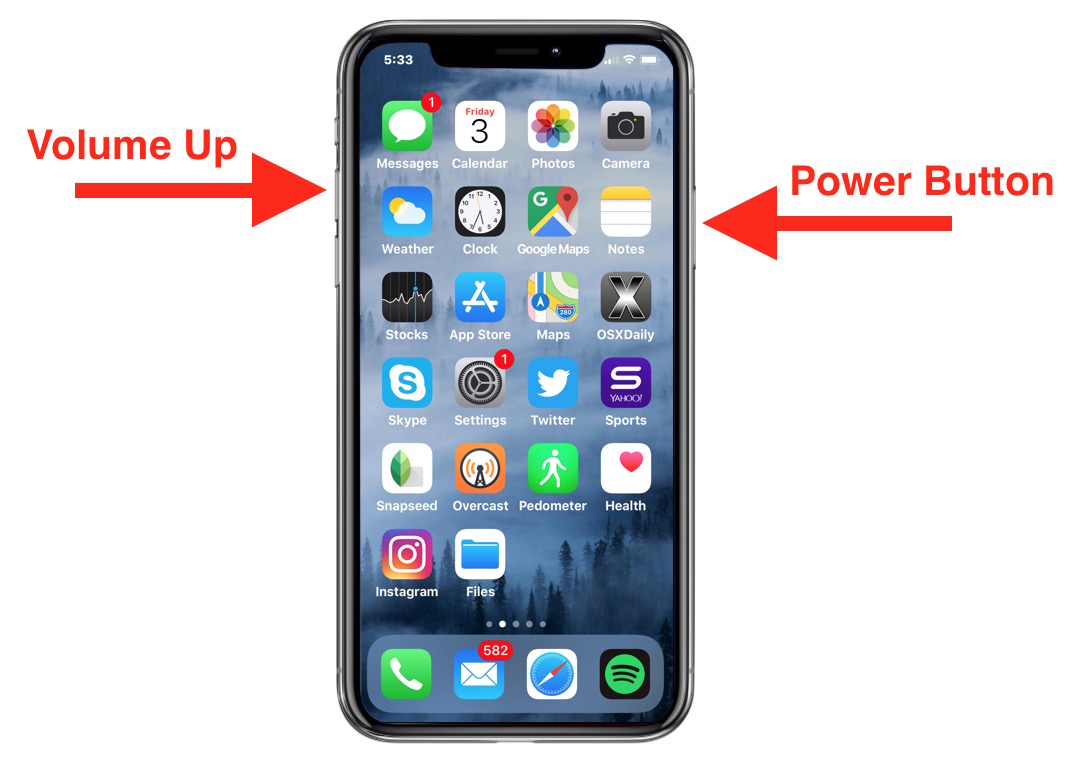 5:33
Volume Up
Power Button
1
Friday
3
12
G
Messages Calendar Photos Camera
Weather Clock Google Maps Notes
280
Stocks App Store Maps OSXDaily
1
S
S
YAHOO!
Skype Settings Twitter Sports
Snapseed Overcast Pedometer Health
Instagram Files
582